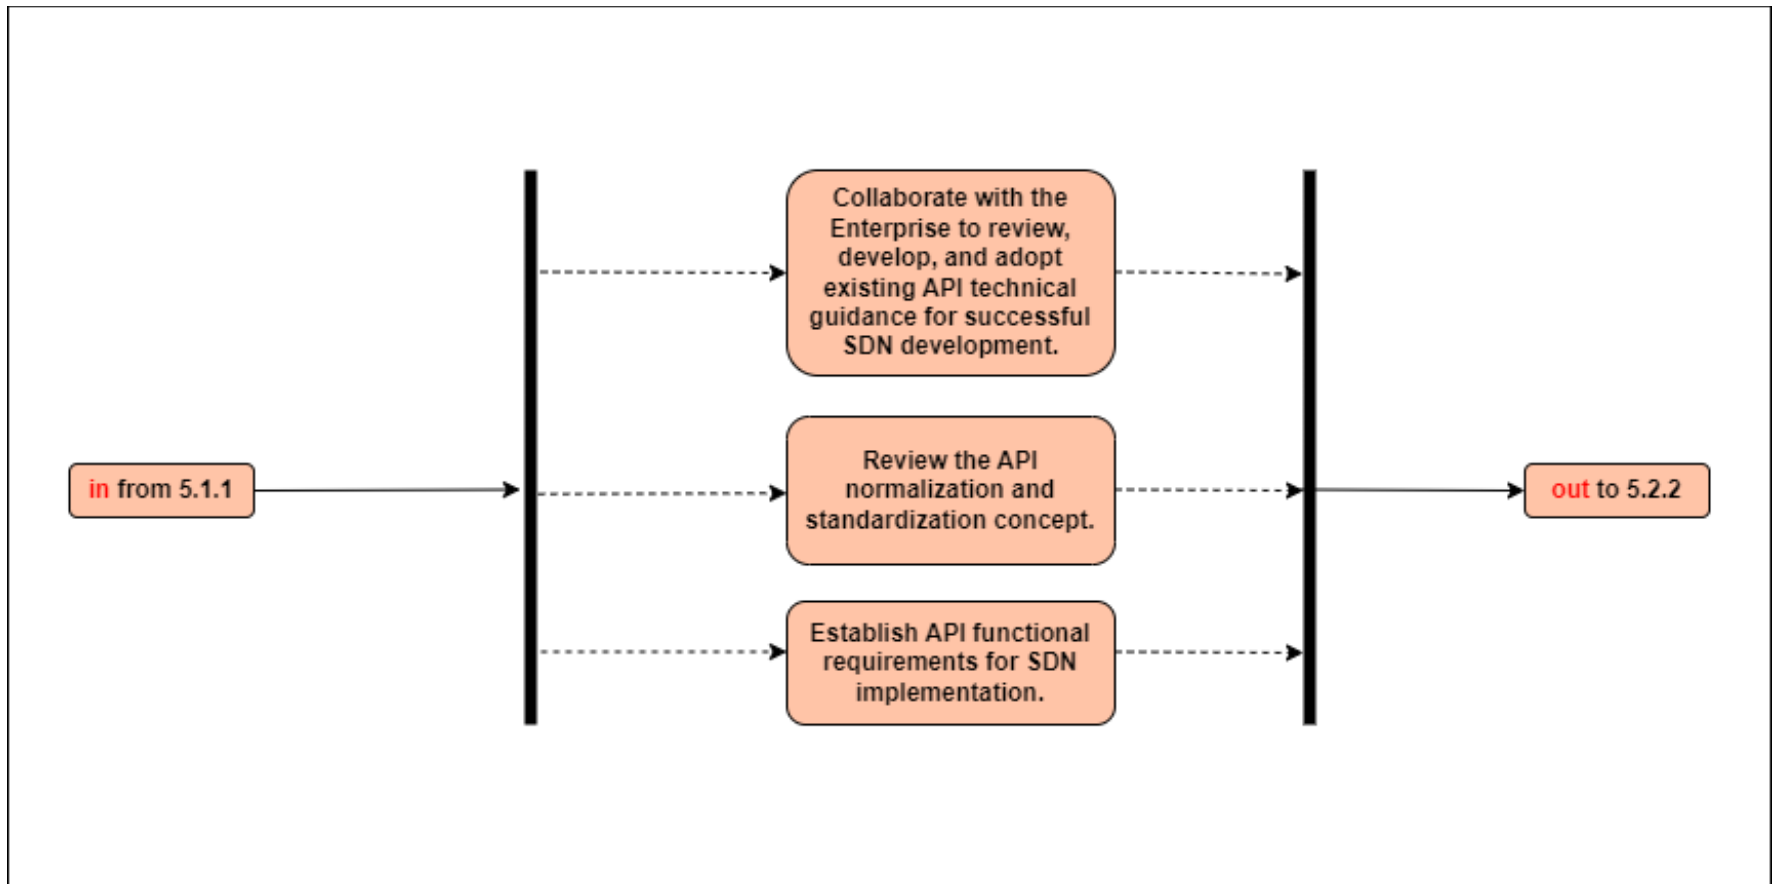 Collaborate with the
Enterprise to review,
develop, and adopt
existing API technical
guidance for successful
SDN development.
in from 5.1.1
Review the API
normalization and
standardization concept.
out to 5.2.2
Establish API functional
requirements for SDN
implementation.